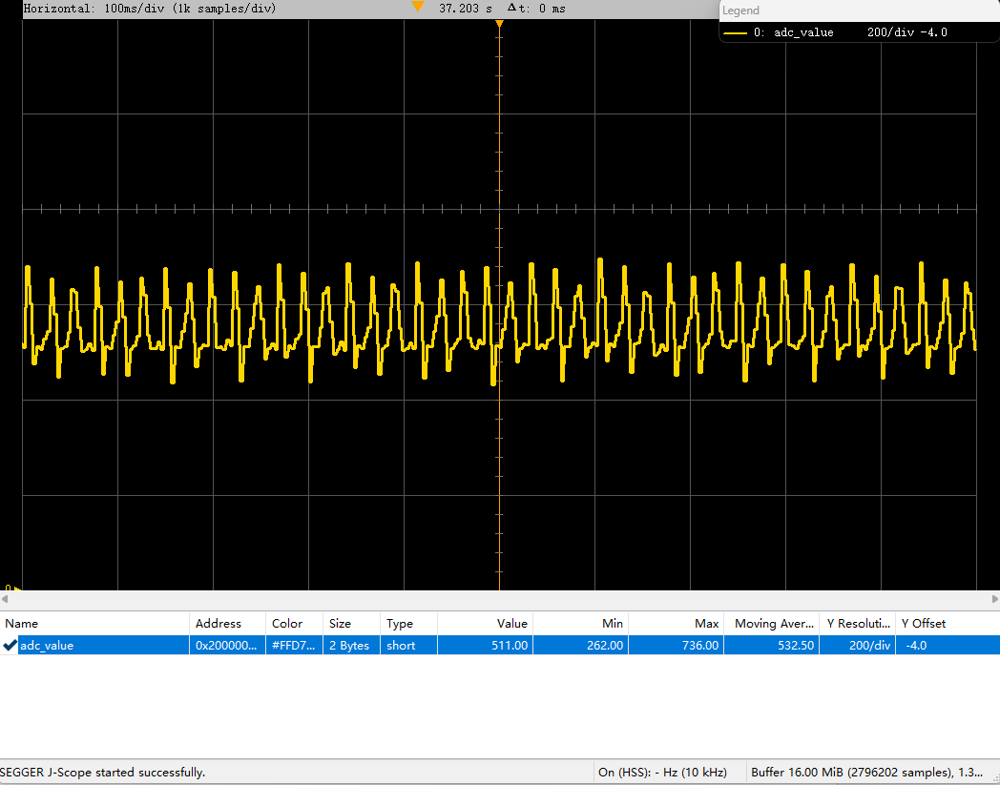 Horizontal: 100ms/div (1k samples/div) 37.203 s Δt: 0 ms
Legend
0: adc_value 200/div -4.0
0
Name Address Color Size Type Value Min Max Moving Aver... Y Resoluti... Y Offset
adc_value 0x200000... #FFD7... 2 Bytes short 511.00 262.00 736.00 532.50 200/div -4.0
SEGGER J-Scope started successfully. On (HSS): - Hz (10 kHz) Buffer 16.00 MiB (2796202 samples), 1.3...